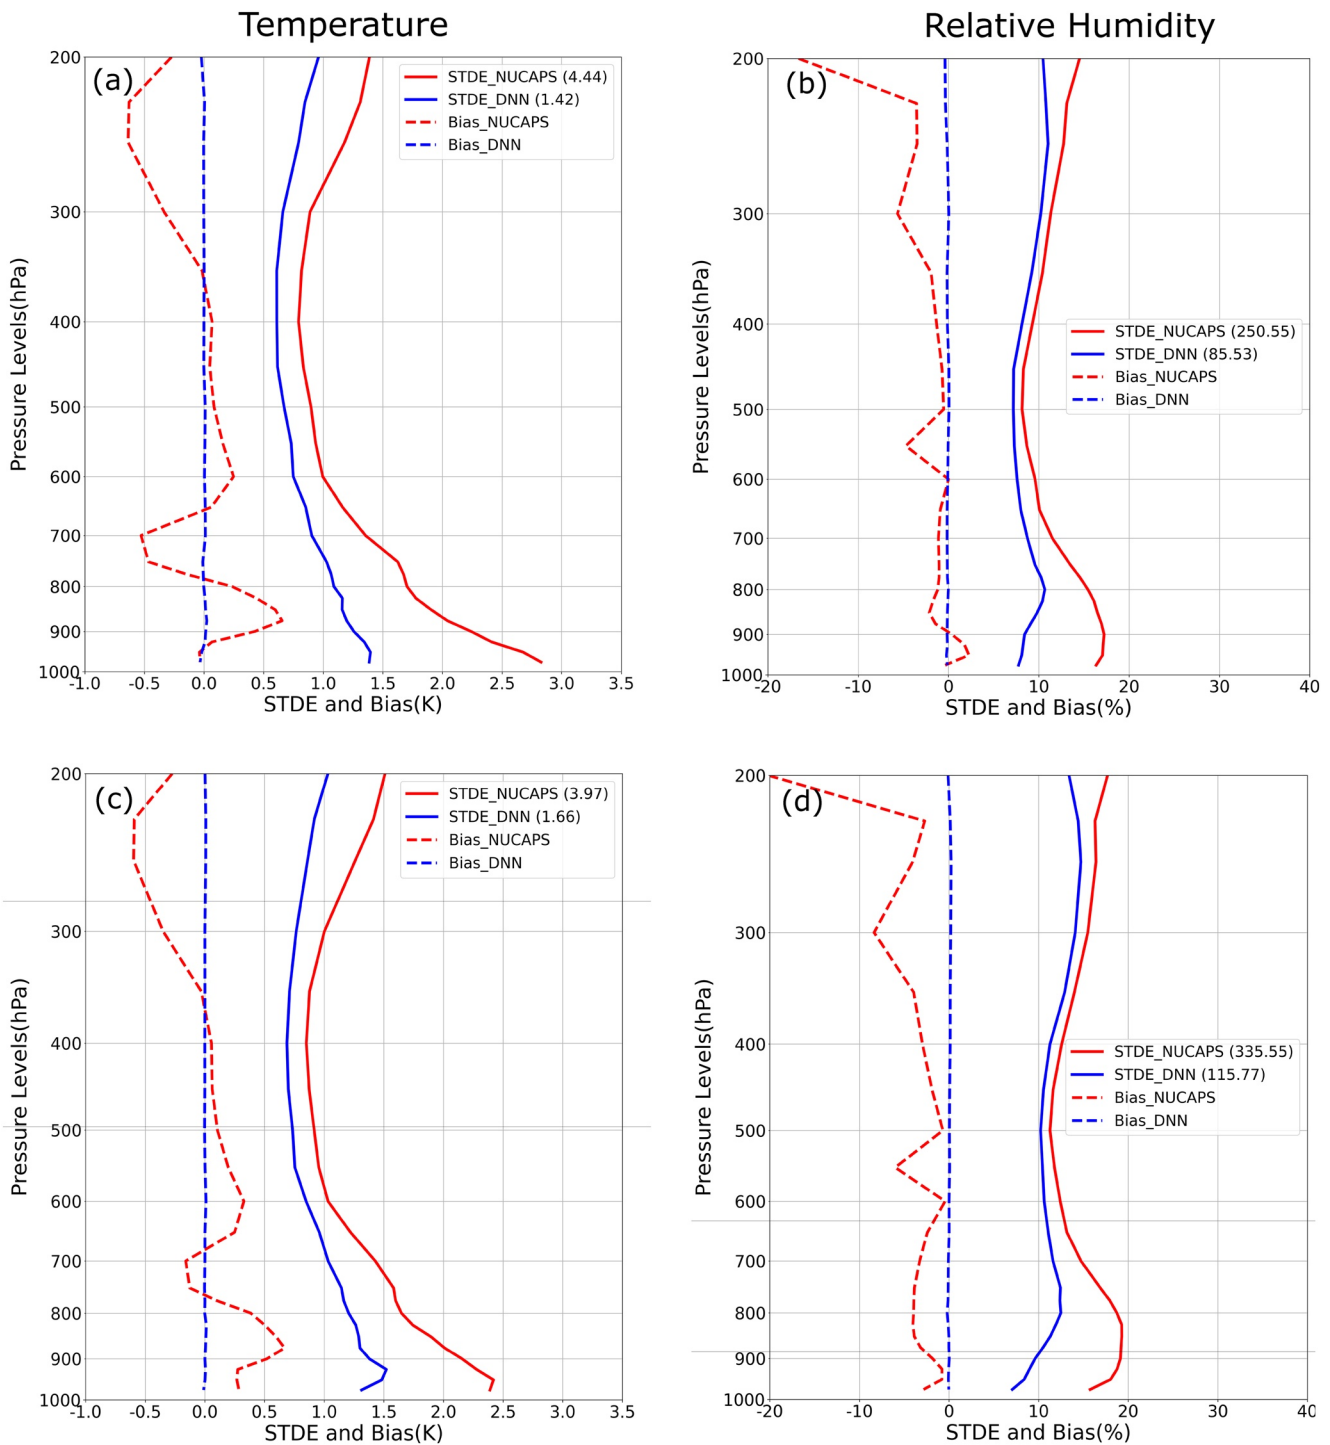 Temperature
Relative Humidity
(a)
STDE_NUCAPS (4.44)
STDE_DNN (1.42)
Bias_NUCAPS
Bias_DNN
200
300
400
500
600
700
800
900
1000
Pressure Levels(hPa)
-1.0 -0.5 0.0 0.5 1.0 1.5 2.0 2.5 3.0 3.5
STDE and Bias(K)
(b)
STDE_NUCAPS (250.55)
STDE_DNN (85.53)
Bias_NUCAPS
Bias_DNN
200
300
400
500
600
700
800
900
1000
Pressure Levels(hPa)
-20 -10 0 10 20 30 40
STDE and Bias(%)
(c)
STDE_NUCAPS (3.97)
STDE_DNN (1.66)
Bias_NUCAPS
Bias_DNN
200
300
400
500
600
700
800
900
1000
Pressure Levels(hPa)
-1.0 -0.5 0.0 0.5 1.0 1.5 2.0 2.5 3.0 3.5
STDE and Bias(K)
(d)
STDE_NUCAPS (335.55)
STDE_DNN (115.77)
Bias_NUCAPS
Bias_DNN
200
300
400
500
600
700
800
900
1000
Pressure Levels(hPa)
-20 -10 0 10 20 30 40
STDE and Bias(%)